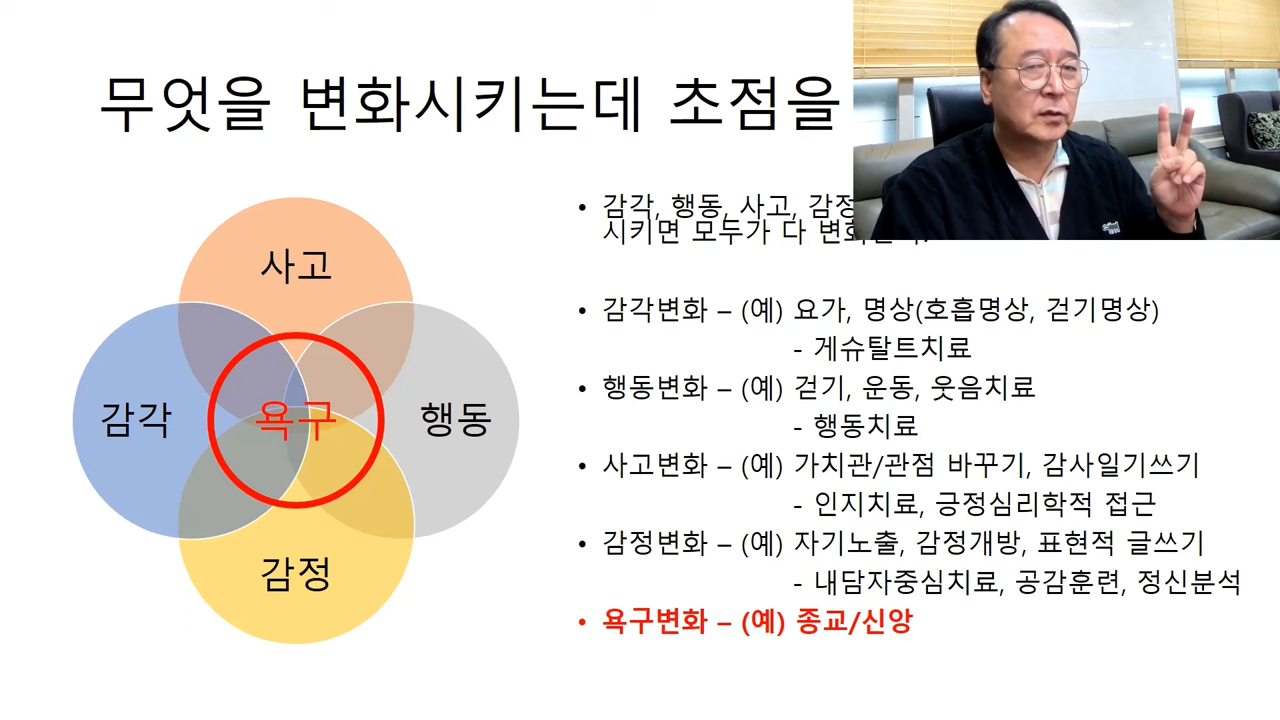 무엇을 변화시키는데 초점을
사고
감각
욕구
행동
감정
• 감각, 행동, 사고, 감정
시키면 모두가 다
• 감각변화 – (예) 요가, 명상(호흡명상, 걷기명상)
- 게슈탈트치료
• 행동변화 – (예) 걷기, 운동, 웃음치료
- 행동치료
• 사고변화 – (예) 가치관/관점 바꾸기, 감사일기쓰기
- 인지치료, 긍정심리학적 접근
• 감정변화 – (예) 자기노출, 감정개방, 표현적 글쓰기
- 내담자중심치료, 공감훈련, 정신분석
• 욕구변화 – (예) 종교/신앙